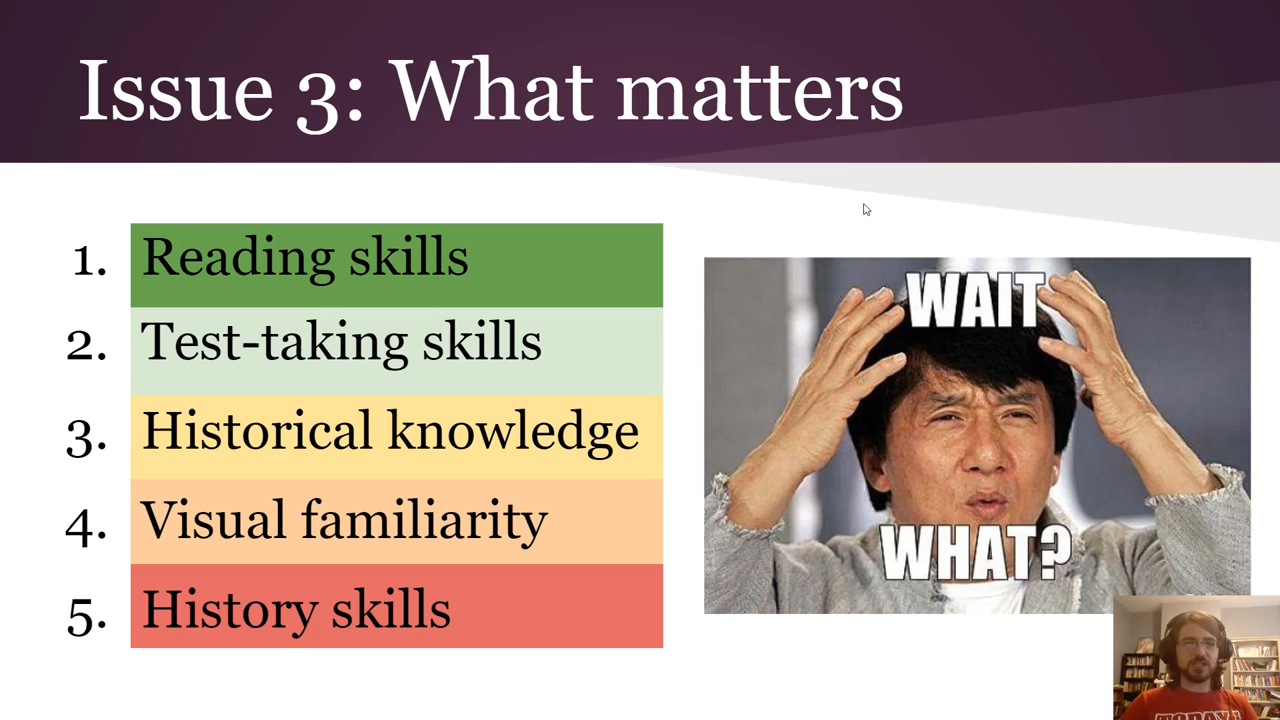 Issue 3: What matters
1. Reading skills
2. Test-taking skills
3. Historical knowledge
4. Visual familiarity
5. History skills
WAIT
WHAT?